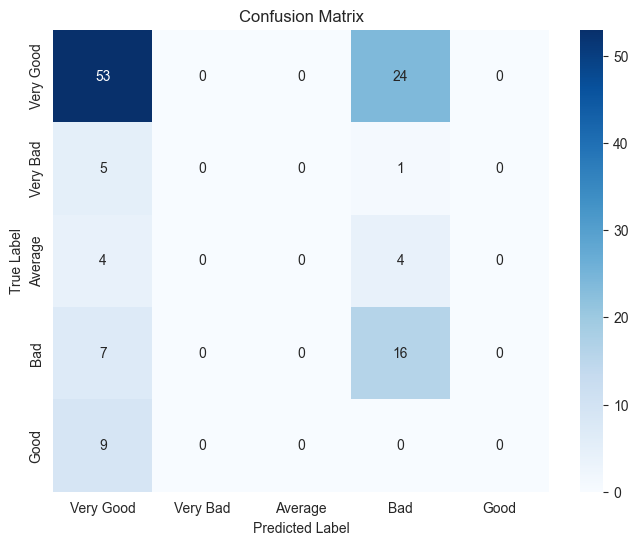 Confusion Matrix
True Label
Very Good 53 0 0 24 0
Very Bad 5 0 0 1 0
Average 4 0 0 4 0
Bad 7 0 0 16 0
Good 9 0 0 0 0
Very Good Very Bad Average Bad Good
Predicted Label
50
40
30
20
10
0